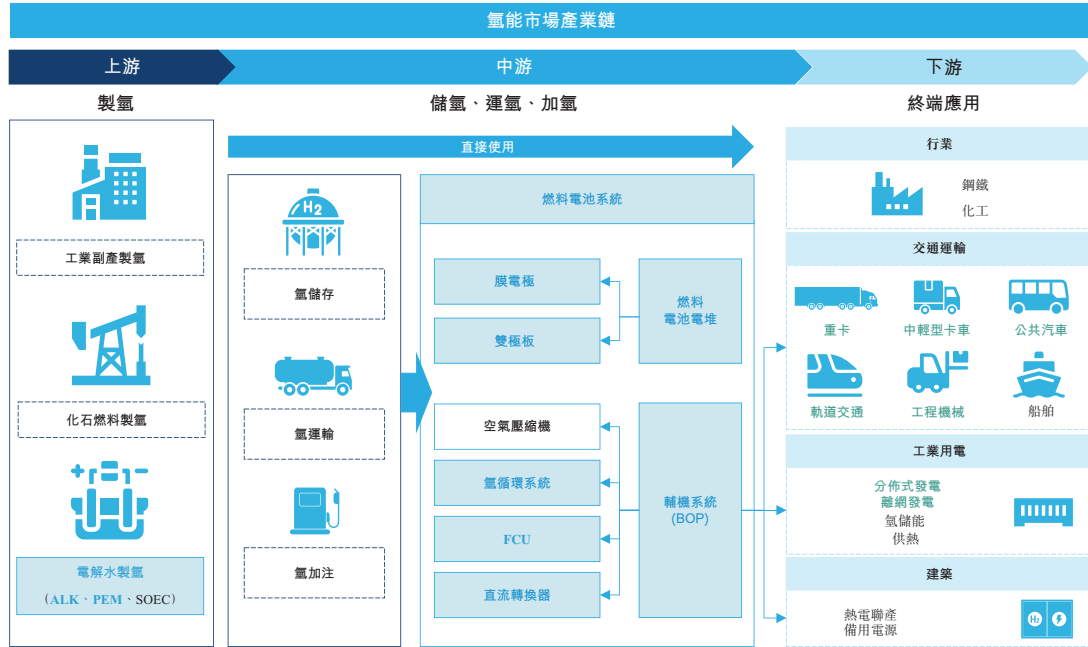 氫能市場產業鏈
上游
中游
下游
製氫
儲氫、運氫、加氫
終端應用
工業副產製氫
化石燃料製氫
電解水製氫
(ALK、PEM、SOEC)
直接使用
H2
氫儲存
氫運輸
氫加注
燃料電池系統
膜電極
雙極板
燃料
電池電堆
空氣壓縮機
氫循環系統
FCU
直流轉換器
輔機系統
(BOP)
行業
鋼鐵
化工
交通運輸
重卡
中輕型卡車
公共汽車
軌道交通
工程機械
船舶
工業用電
分佈式發電
離網發電
氫儲能
供熱
建築
熱電聯產
備用電源
H2